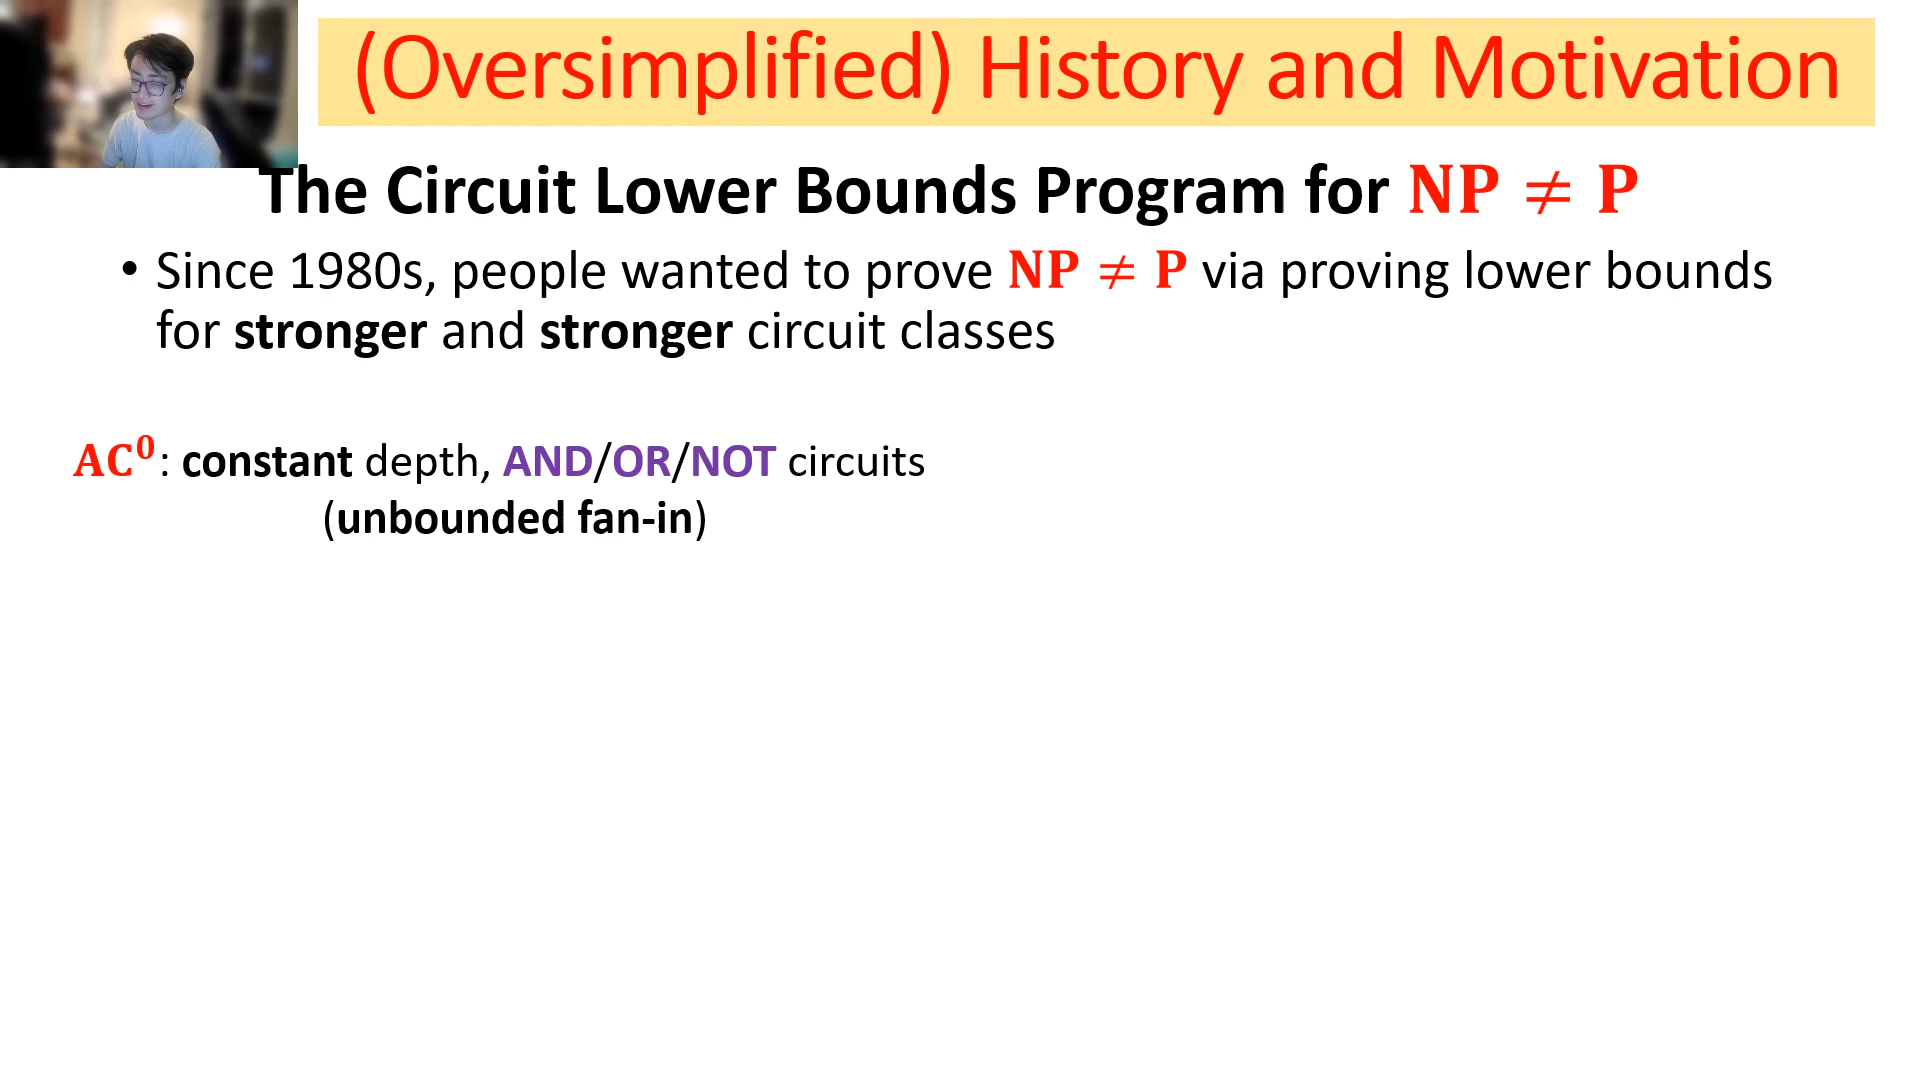 (Oversimplified) History and Motivation
The Circuit Lower Bounds Program for NP ≠ P
• Since 1980s, people wanted to prove NP ≠ P via proving lower bounds
for stronger and stronger circuit classes
AC⁰: constant depth, AND/OR/NOT circuits
(unbounded fan-in)